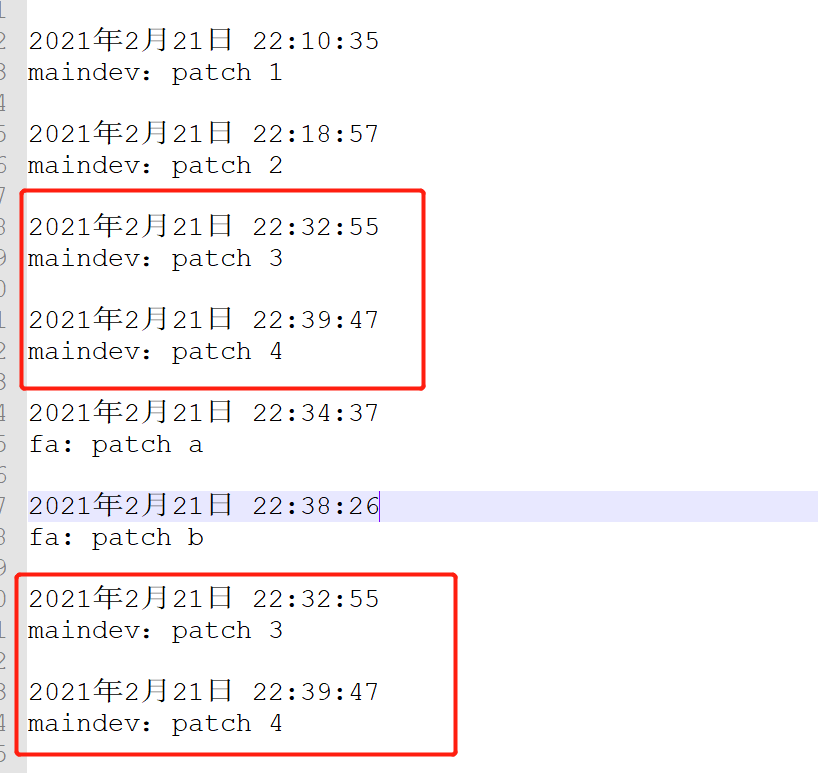 1
2 2021年2月21日 22:10:35
3 maindev：patch 1
4
5 2021年2月21日 22:18:57
6 maindev：patch 2
7
8 2021年2月21日 22:32:55
9 maindev：patch 3
0
1 2021年2月21日 22:39:47
2 maindev：patch 4
3
4 2021年2月21日 22:34:37
5 fa: patch a
6
7 2021年2月21日 22:38:26
8 fa: patch b
9
0 2021年2月21日 22:32:55
1 maindev：patch 3
2
3 2021年2月21日 22:39:47
4 maindev：patch 4
5